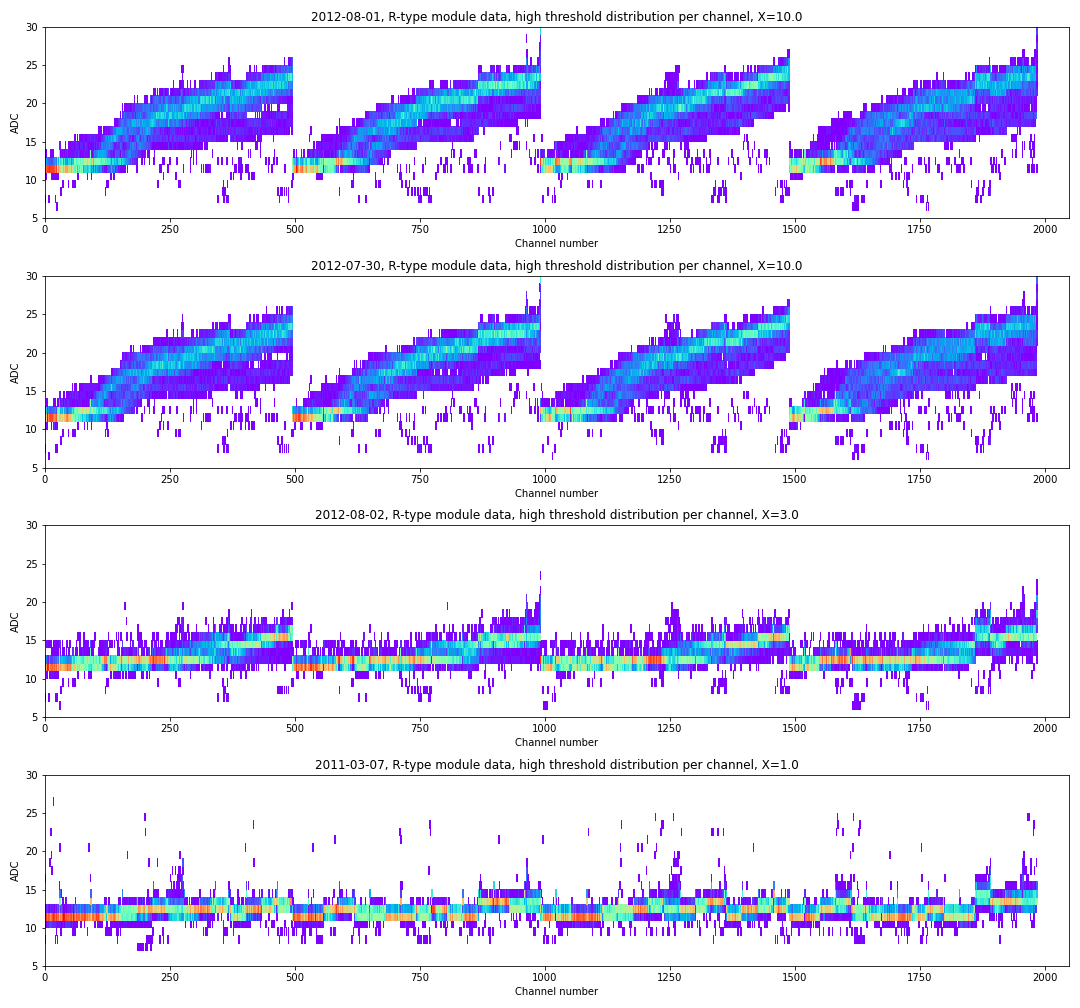 2012-08-01, R-type module data, high threshold distribution per channel, X=10.0
30
25
20
15
10
5
ADC
0 250 500 750 1000 1250 1500 1750 2000
Channel number
2012-07-30, R-type module data, high threshold distribution per channel, X=10.0
30
25
20
15
10
5
ADC
0 250 500 750 1000 1250 1500 1750 2000
Channel number
2012-08-02, R-type module data, high threshold distribution per channel, X=3.0
30
25
20
15
10
5
ADC
0 250 500 750 1000 1250 1500 1750 2000
Channel number
2011-03-07, R-type module data, high threshold distribution per channel, X=1.0
30
25
20
15
10
5
ADC
0 250 500 750 1000 1250 1500 1750 2000
Channel number